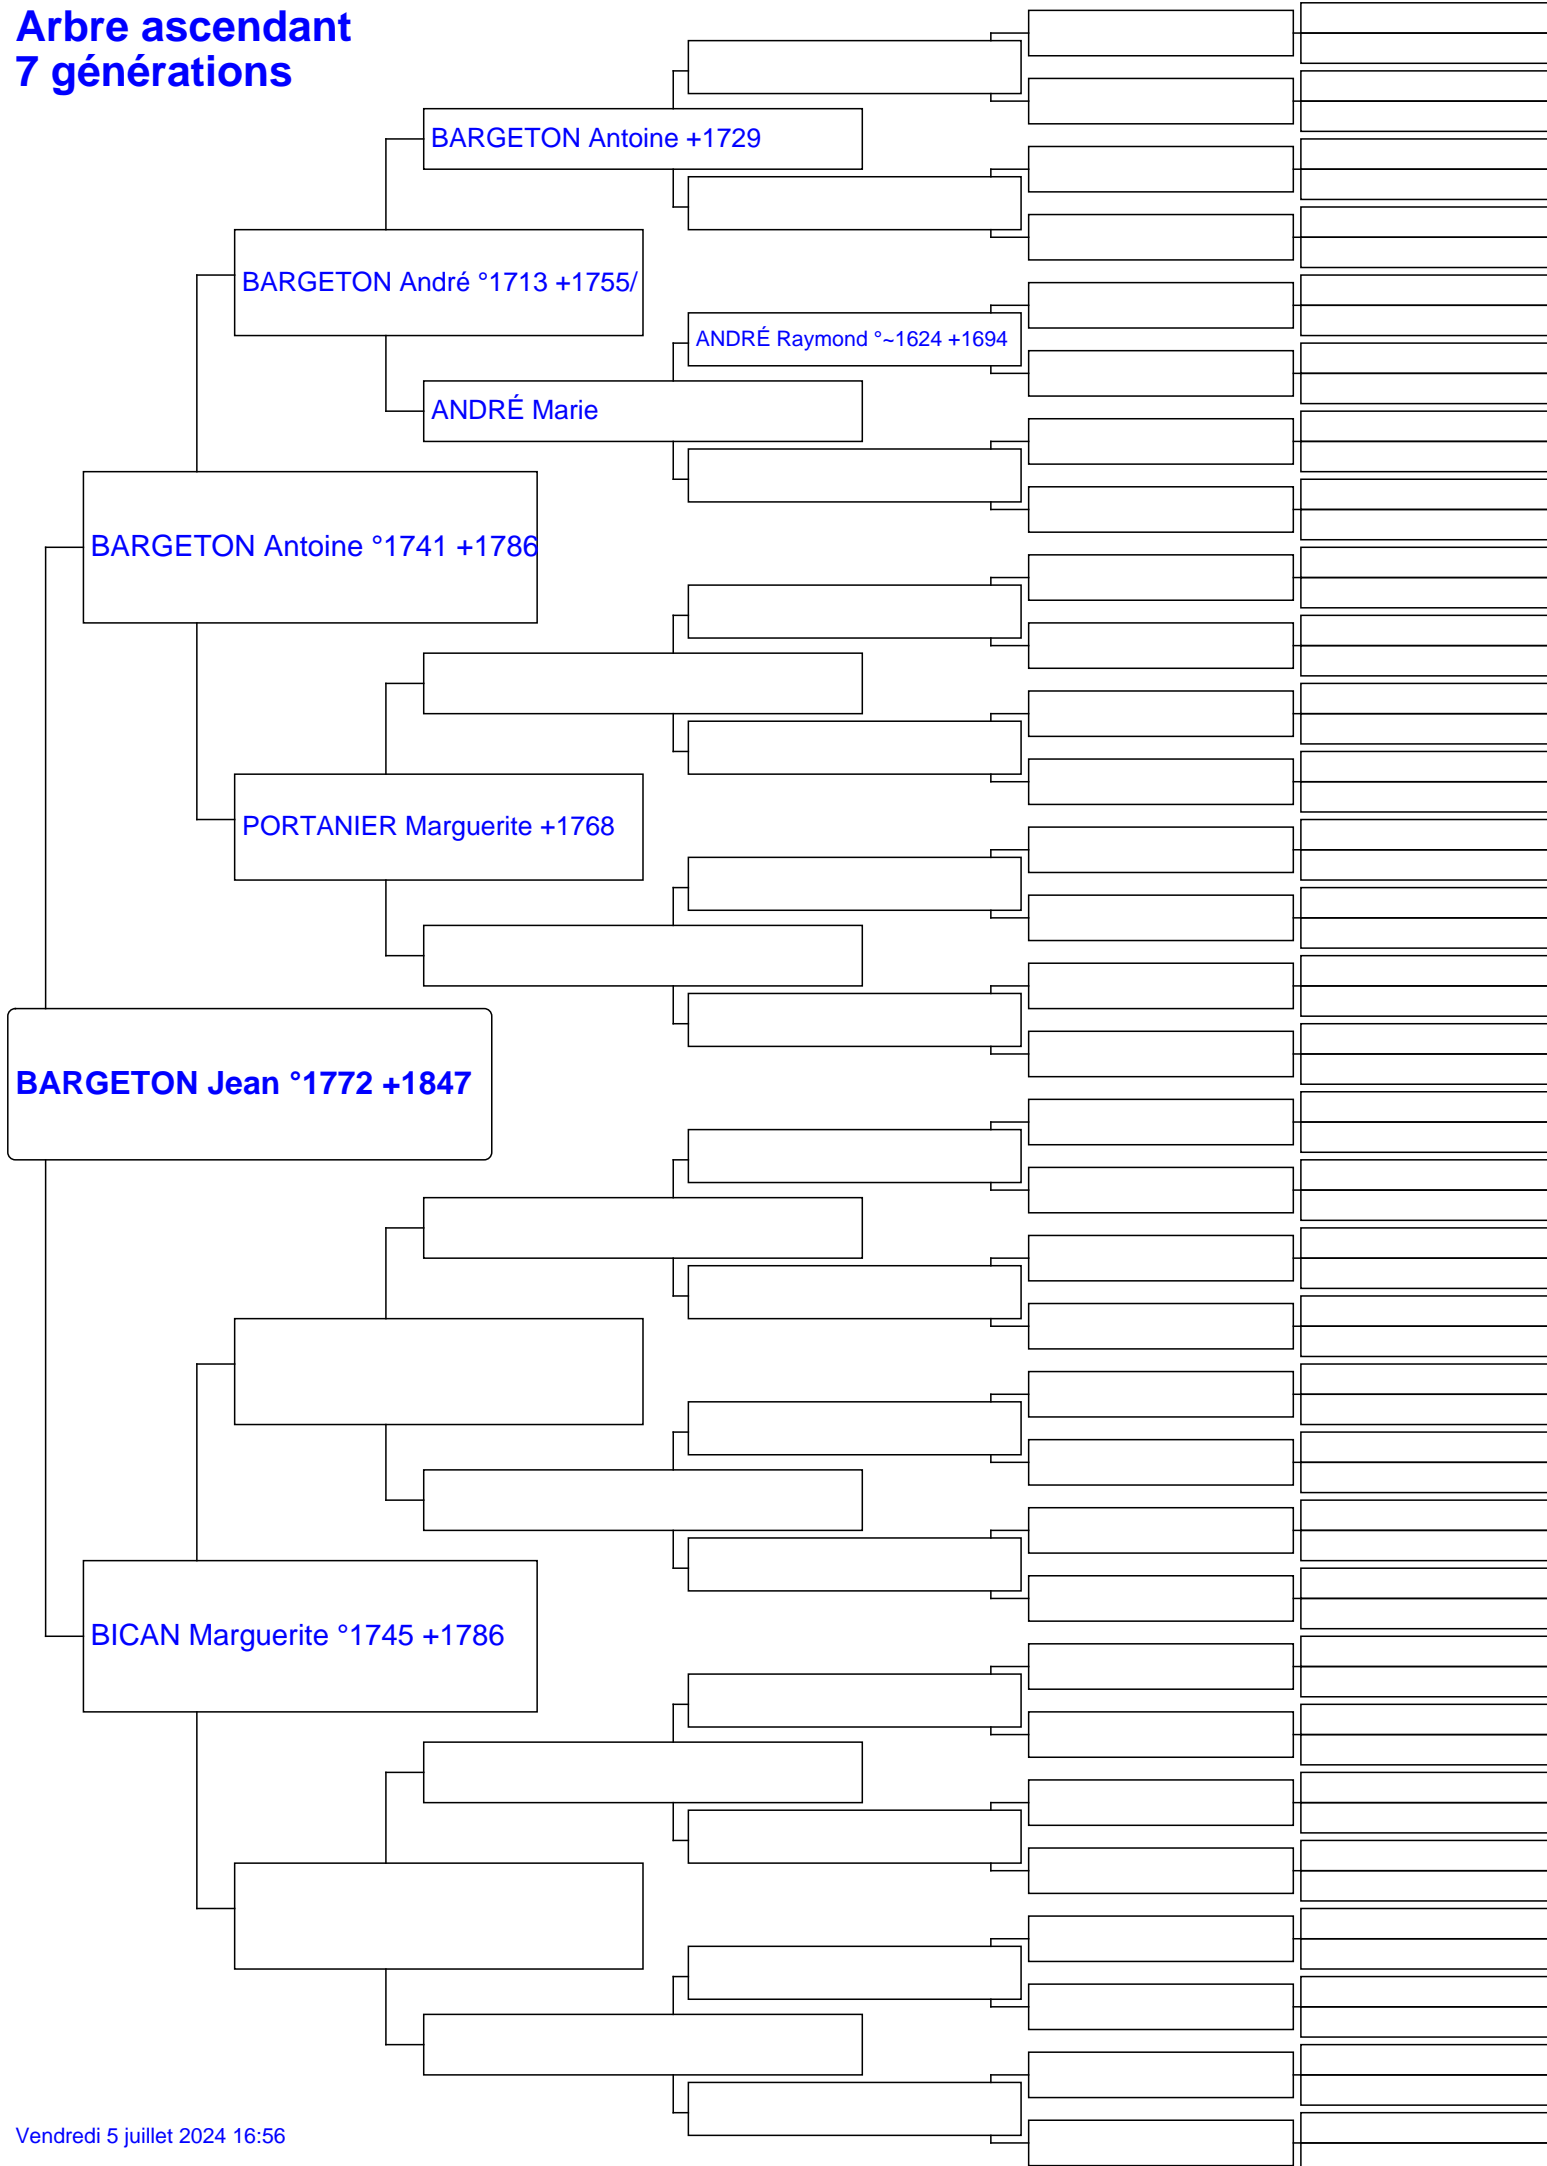 Arbre ascendant
7 générations
BARGETON Antoine +1729
BARGETON André °1713 +1755/
ANDRÉ Raymond °~1624 +1694
ANDRÉ Marie
BARGETON Antoine °1741 +1786
PORTANIER Marguerite +1768
BARGETON Jean °1772 +1847
BICAN Marguerite °1745 +1786
Vendredi 5 juillet 2024 16:56